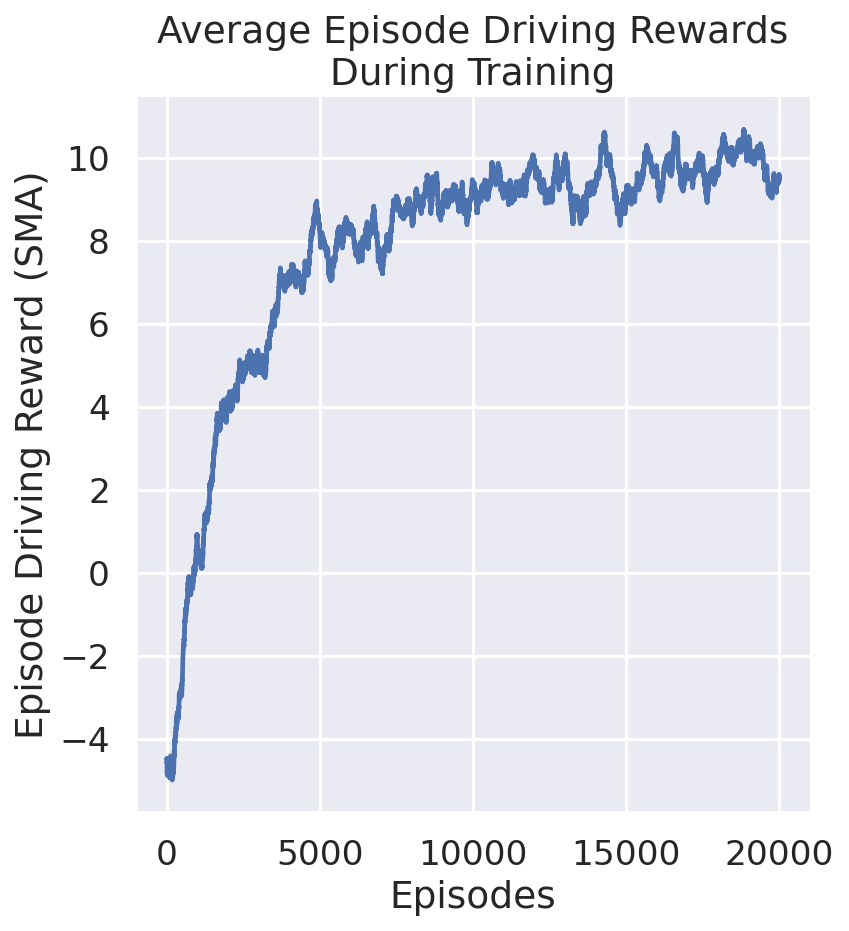 Average Episode Driving Rewards
During Training
Episode Driving Reward (SMA)
10
8
6
4
2
0
−2
−4
0 5000 10000 15000 20000
Episodes